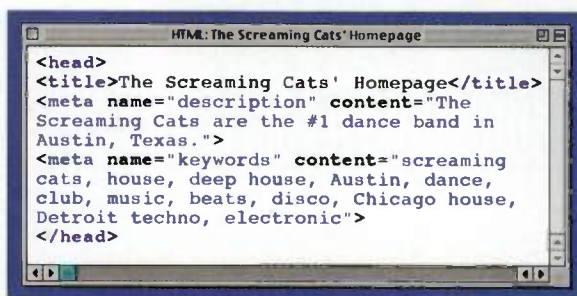 HTML: The Screaming Cats' Homepage
<head>
<title>The Screaming Cats' Homepage</title>
<meta name="description" content="The
Screaming Cats are the #1 dance band in
Austin, Texas.">
<meta name="keywords" content="screaming
cats, house, deep house, Austin, dance,
club, music, beats, disco, Chicago house,
Detroit techno, electronic">
</head>